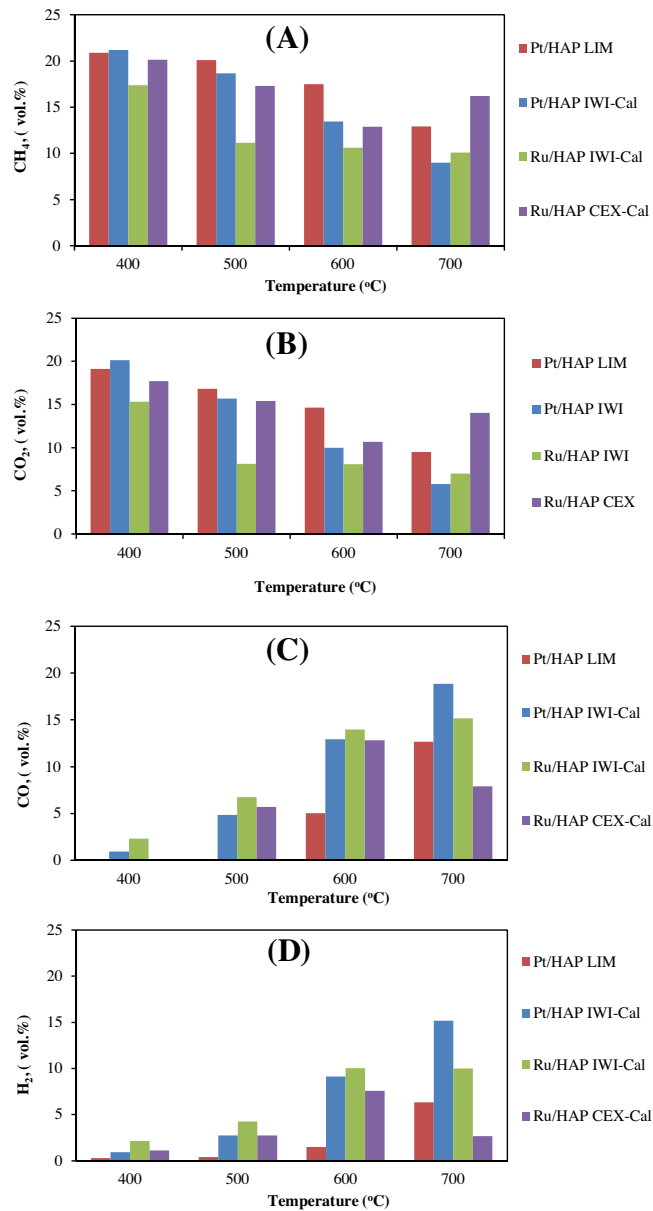 (A)
25
20
15
10
5
0
CH4, ( vol.%)
400 500 600 700
Temperature (oC)
Pt/HAP LIM
Pt/HAP IWI-Cal
Ru/HAP IWI-Cal
Ru/HAP CEX-Cal
(B)
25
20
15
10
5
0
CO2, ( vol.%)
400 500 600 700
Temperature (oC)
Pt/HAP LIM
Pt/HAP IWI
Ru/HAP IWI
Ru/HAP CEX
(C)
25
20
15
10
5
0
CO, ( vol.%)
400 500 600 700
Temperature (oC)
Pt/HAP LIM
Pt/HAP IWI-Cal
Ru/HAP IWI-Cal
Ru/HAP CEX-Cal
(D)
25
20
15
10
5
0
H2, ( vol.%)
400 500 600 700
Temperature (oC)
Pt/HAP LIM
Pt/HAP IWI-Cal
Ru/HAP IWI-Cal
Ru/HAP CEX-Cal